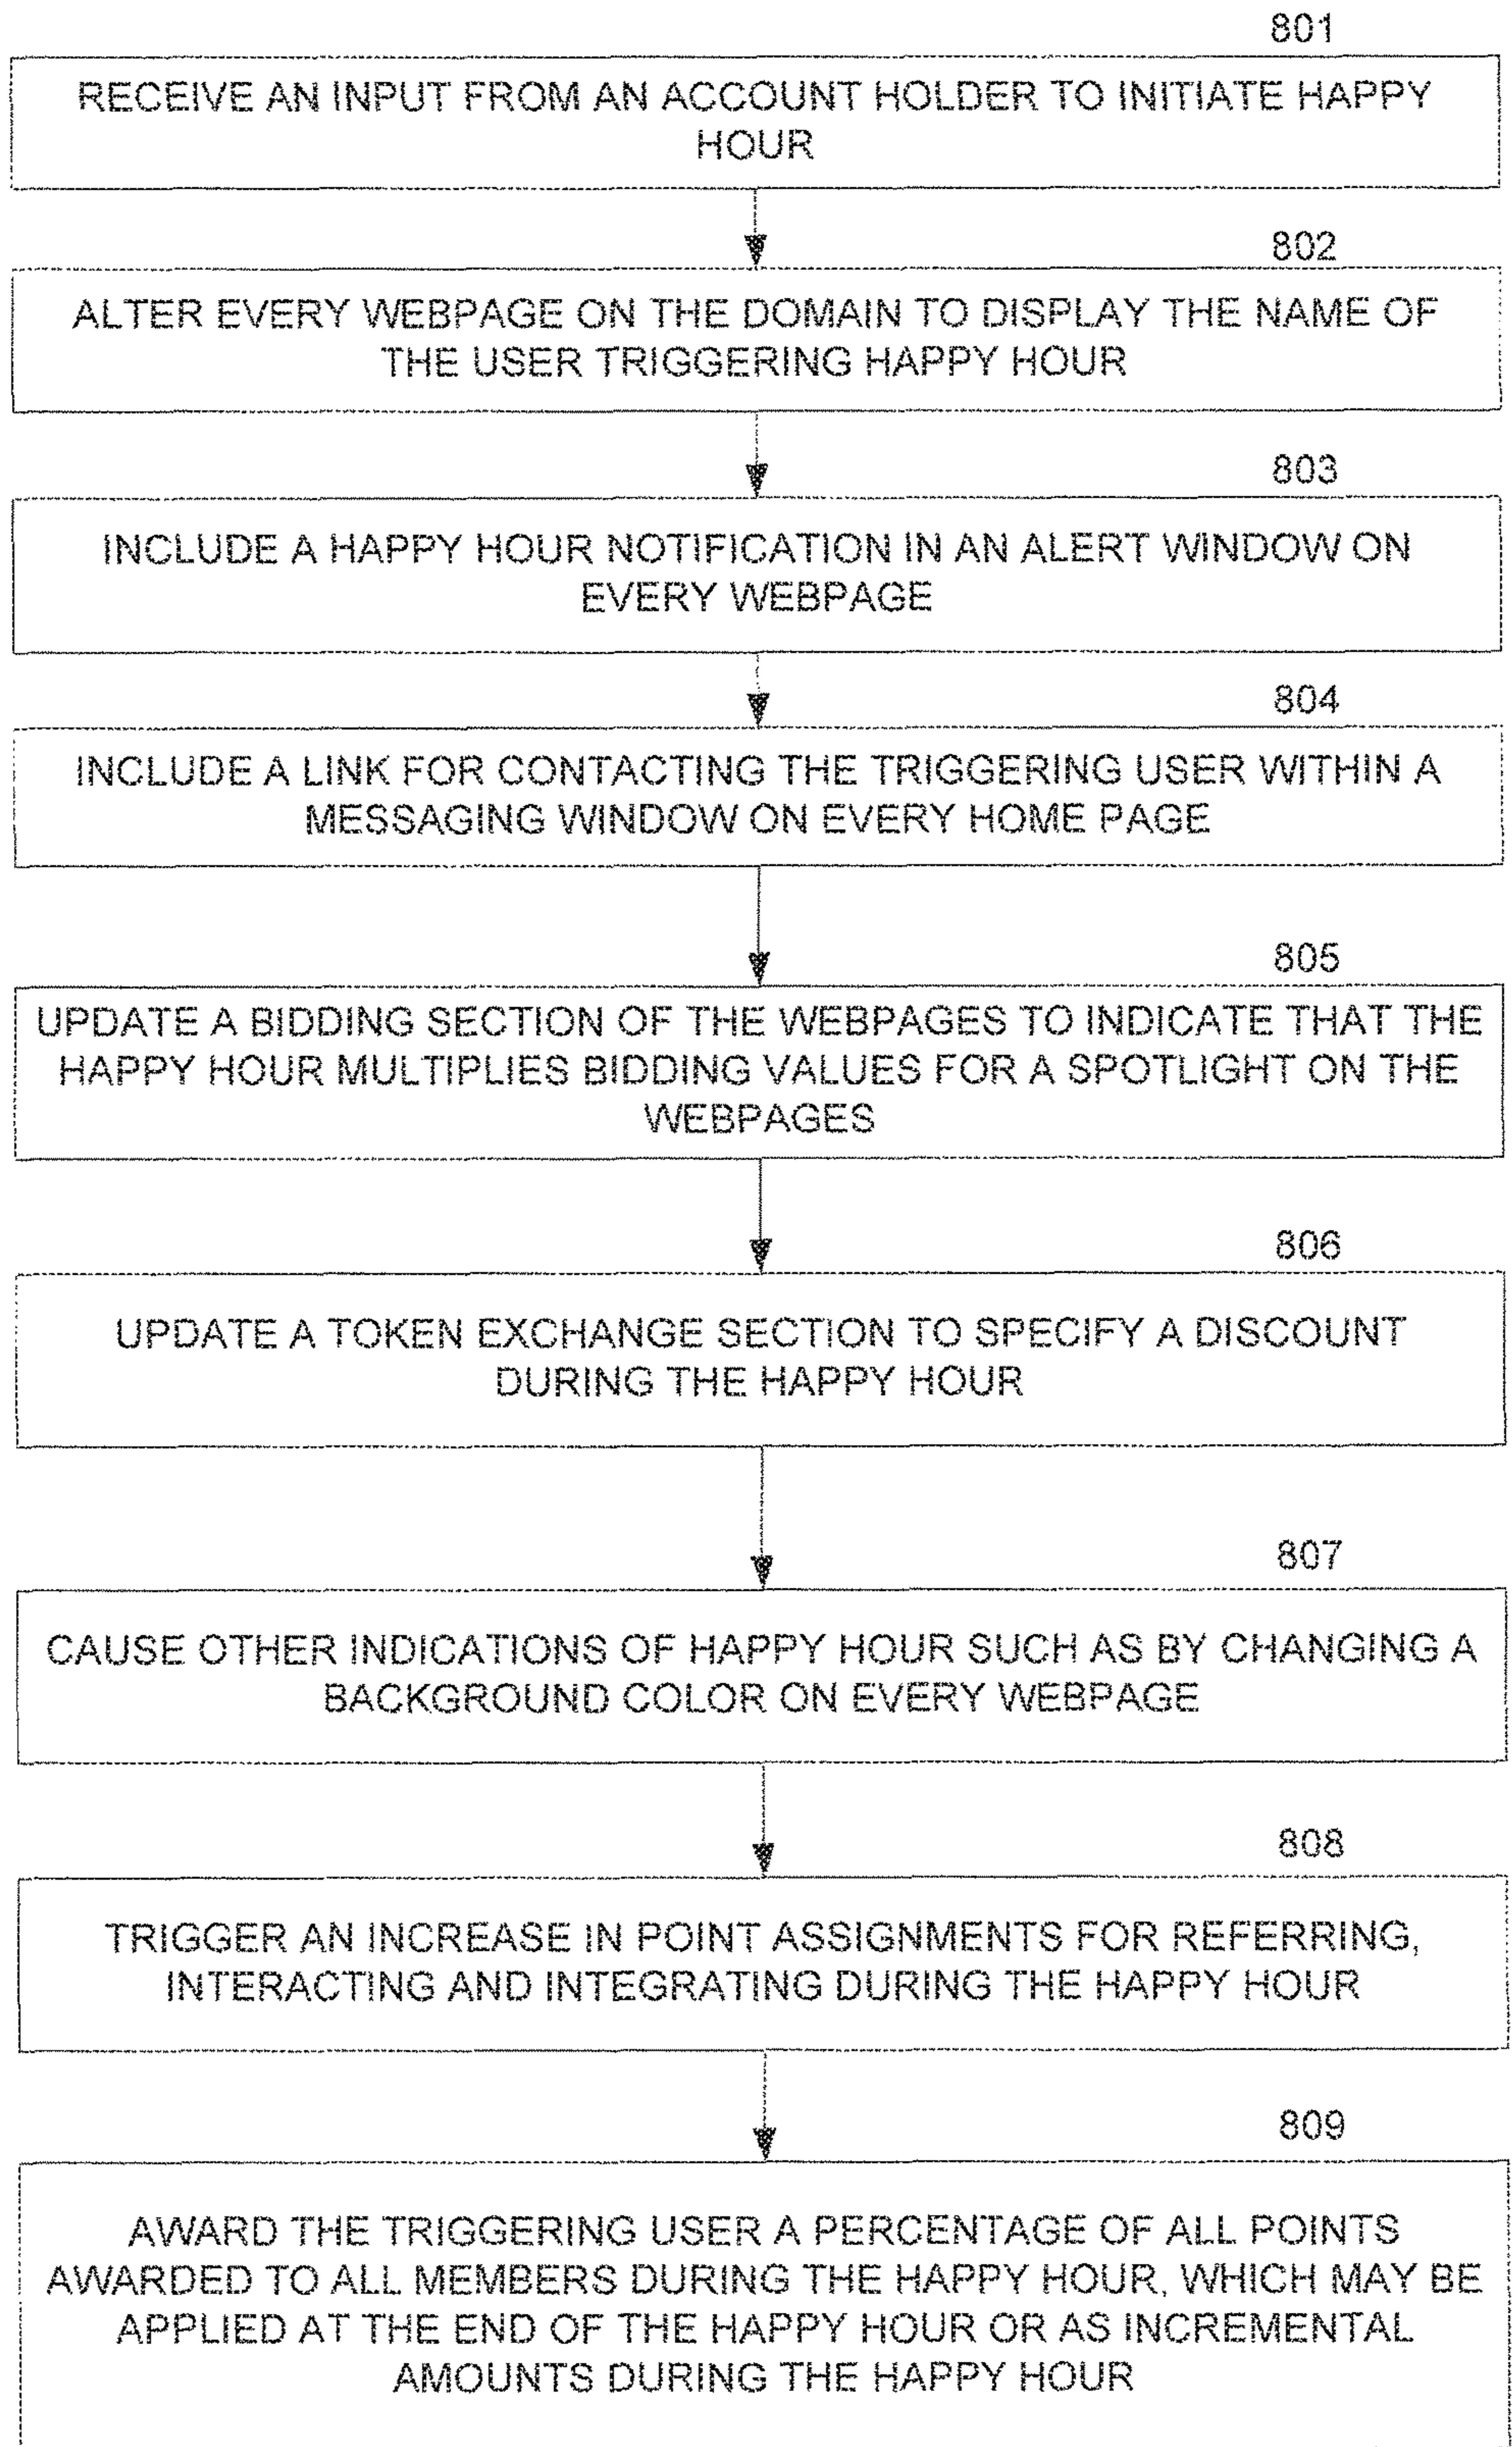 801
RECEIVE AN INPUT FROM AN ACCOUNT HOLDER TO INITIATE HAPPY
HOUR
802
ALTER EVERY WEBPAGE ON THE DOMAIN TO DISPLAY THE NAME OF
THE USER TRIGGERING HAPPY HOUR
803
INCLUDE A HAPPY HOUR NOTIFICATION IN AN ALERT WINDOW ON
EVERY WEBPAGE
804
INCLUDE A LINK FOR CONTACTING THE TRIGGERING USER WITHIN A
MESSAGING WINDOW ON EVERY HOME PAGE
805
UPDATE A BIDDING SECTION OF THE WEBPAGES TO INDICATE THAT THE
HAPPY HOUR MULTIPLIES BIDDING VALUES FOR A SPOTLIGHT ON THE
WEBPAGES
806
UPDATE A TOKEN EXCHANGE SECTION TO SPECIFY A DISCOUNT
DURING THE HAPPY HOUR
807
CAUSE OTHER INDICATIONS OF HAPPY HOUR SUCH AS BY CHANGING A
BACKGROUND COLOR ON EVERY WEBPAGE
808
TRIGGER AN INCREASE IN POINT ASSIGNMENTS FOR REFERRING,
INTERACTING AND INTEGRATING DURING THE HAPPY HOUR
809
AWARD THE TRIGGERING USER A PERCENTAGE OF ALL POINTS
AWARDED TO ALL MEMBERS DURING THE HAPPY HOUR, WHICH MAY BE
APPLIED AT THE END OF THE HAPPY HOUR OR AS INCREMENTAL
AMOUNTS DURING THE HAPPY HOUR